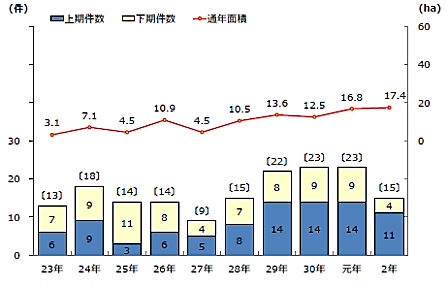 (件)
(ha)
上期件数 下期件数 通年面積
60
40
20
0
30
20
10
0
3.1 7.1 4.5 10.9 4.5 10.5 13.6 12.5 16.8 17.4
(13) (18) (14) (14) (9) (15) (22) (23) (23) (15)
7 9 11 8 4 7 8 9 9 4
6 9 3 6 5 8 14 14 14 11
23年 24年 25年 26年 27年 28年 29年 30年 元年 2年